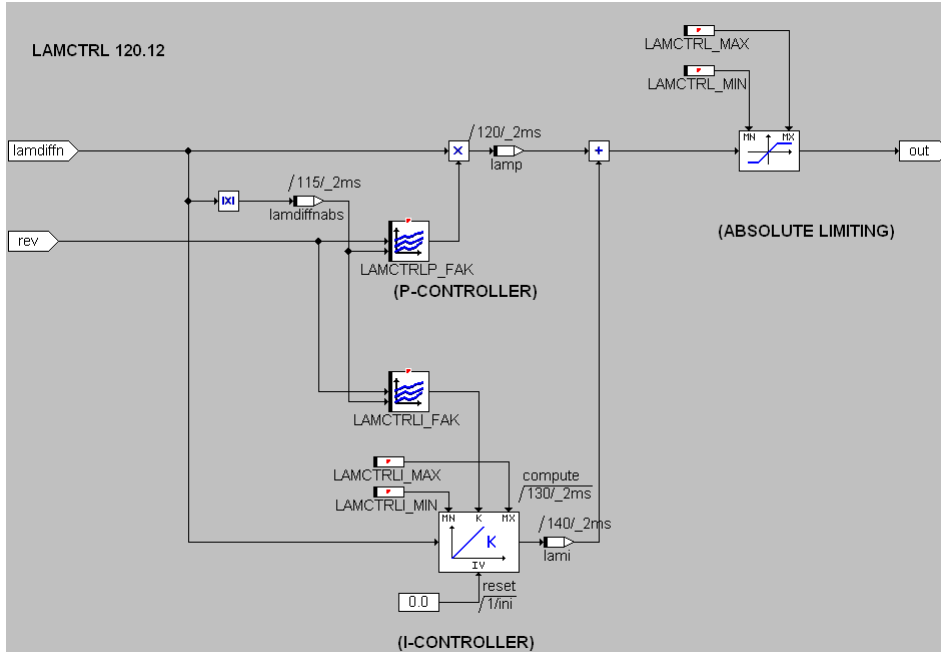 LAMCTRL 120.12
LAMCTRL_MAX
LAMCTRL_MIN
MN MX
lamdiffn
/120/_2ms
×
lamp
+
out
|X|
/115/_2ms
lamdiffnabs
rev
LAMCTRLP_FAK
(P-CONTROLLER)
(ABSOLUTE LIMITING)
LAMCTRLI_FAK
LAMCTRLI_MAX
LAMCTRLI_MIN
compute
/130/_2ms
MN K MX
K
IV
/140/_2ms
lami
0.0
reset
/1/ini
(I-CONTROLLER)